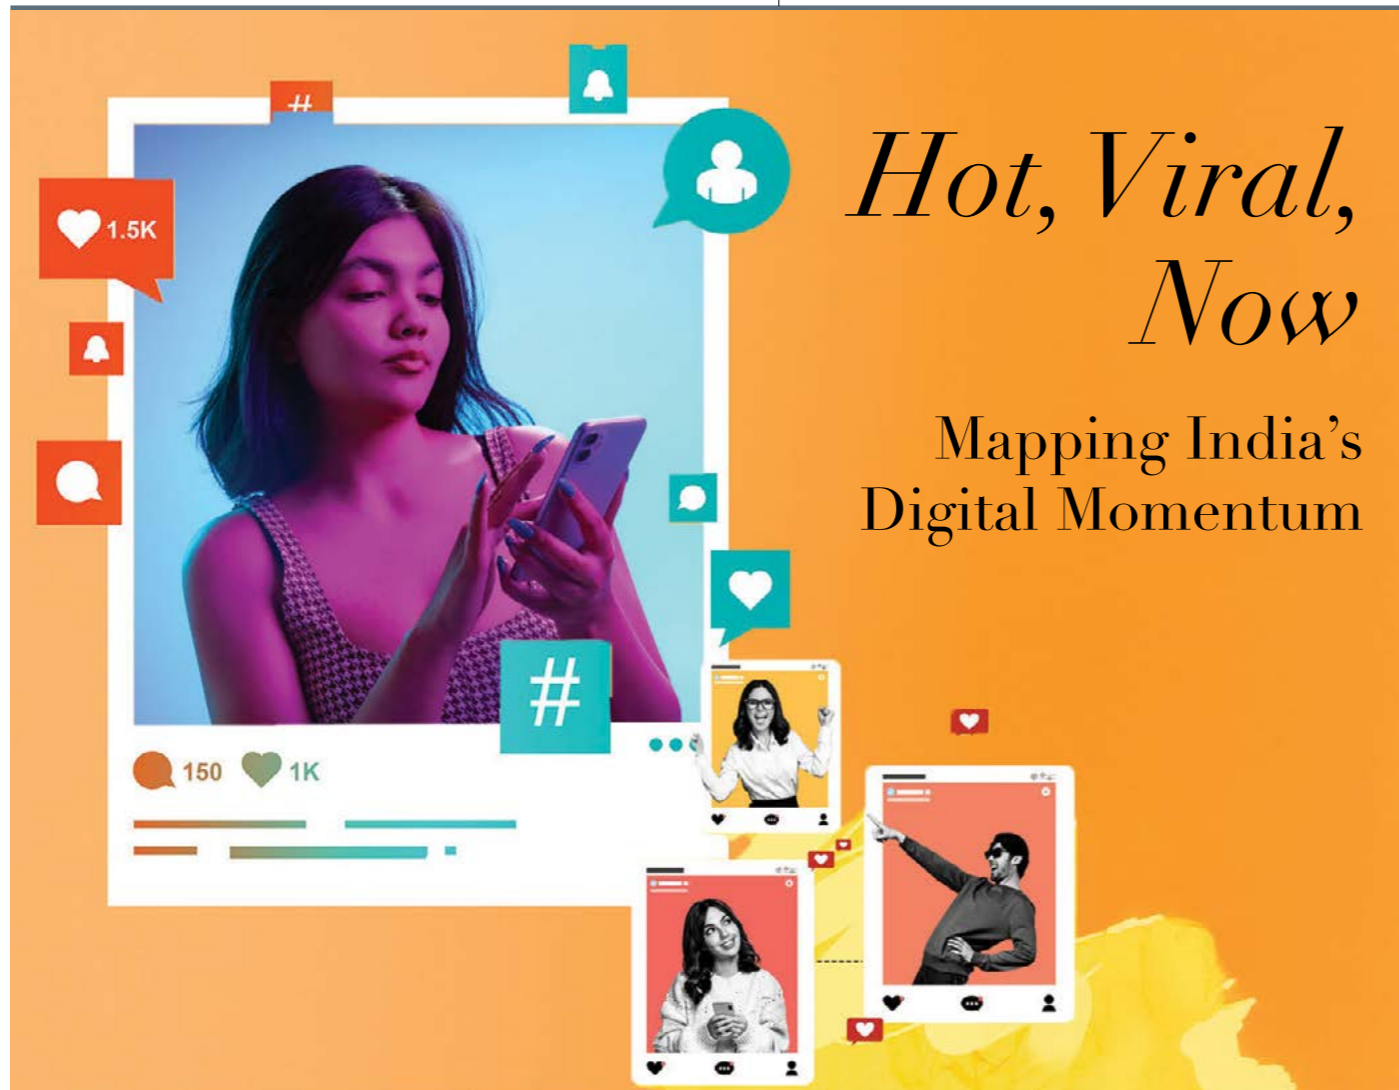 Hot, Viral,
Now
Mapping India's
Digital Momentum
#
1.5K
#
150 1K